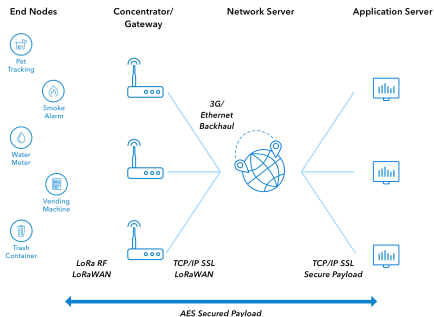 End Nodes
Concentrator/
Gateway
Network Server
Application Server
Pet
Tracking
Smoke
Alarm
3G/
Ethernet
Backhaul
Water
Meter
Vending
Machine
Trash
Container
LoRa RF
LoRaWAN
TCP/IP SSL
LoRaWAN
TCP/IP SSL
Secure Payload
AES Secured Payload